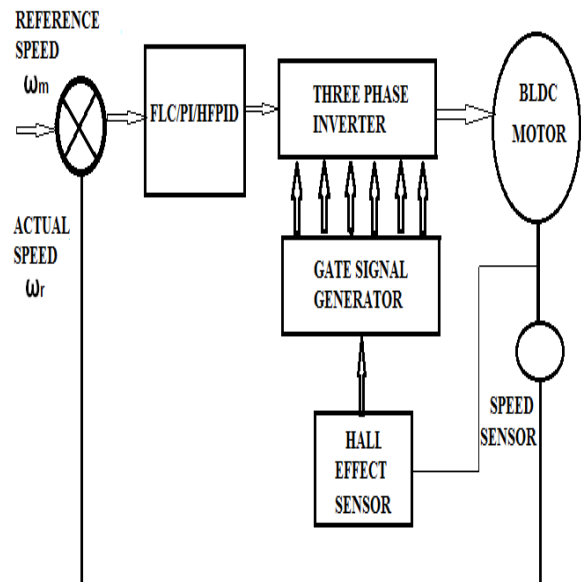 REFERENCE
SPEED
ωm
FLC/PI/HFPID
THREE PHASE
INVERTER
BLDC
MOTOR
ACTUAL
SPEED
ωr
GATE SIGNAL
GENERATOR
HALL
EFFECT
SENSOR
SPEED
SENSOR